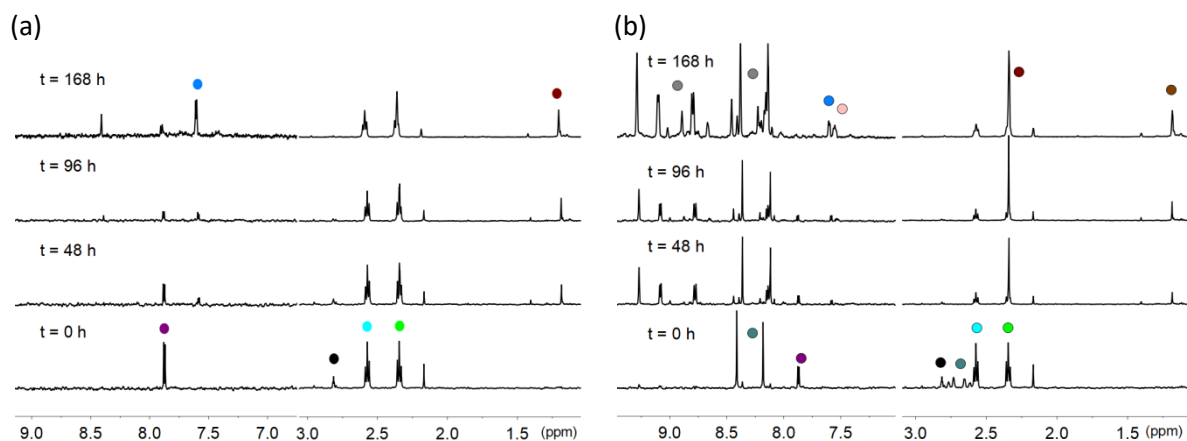 (a)
t = 168 h
t = 96 h
t = 48 h
t = 0 h
9.0 8.5 8.0 7.5 7.0 3.0 2.5 2.0 1.5 (ppm)
(b)
t = 168 h
t = 96 h
t = 48 h
t = 0 h
9.0 8.5 8.0 7.5 3.0 2.5 2.0 1.5 (ppm)